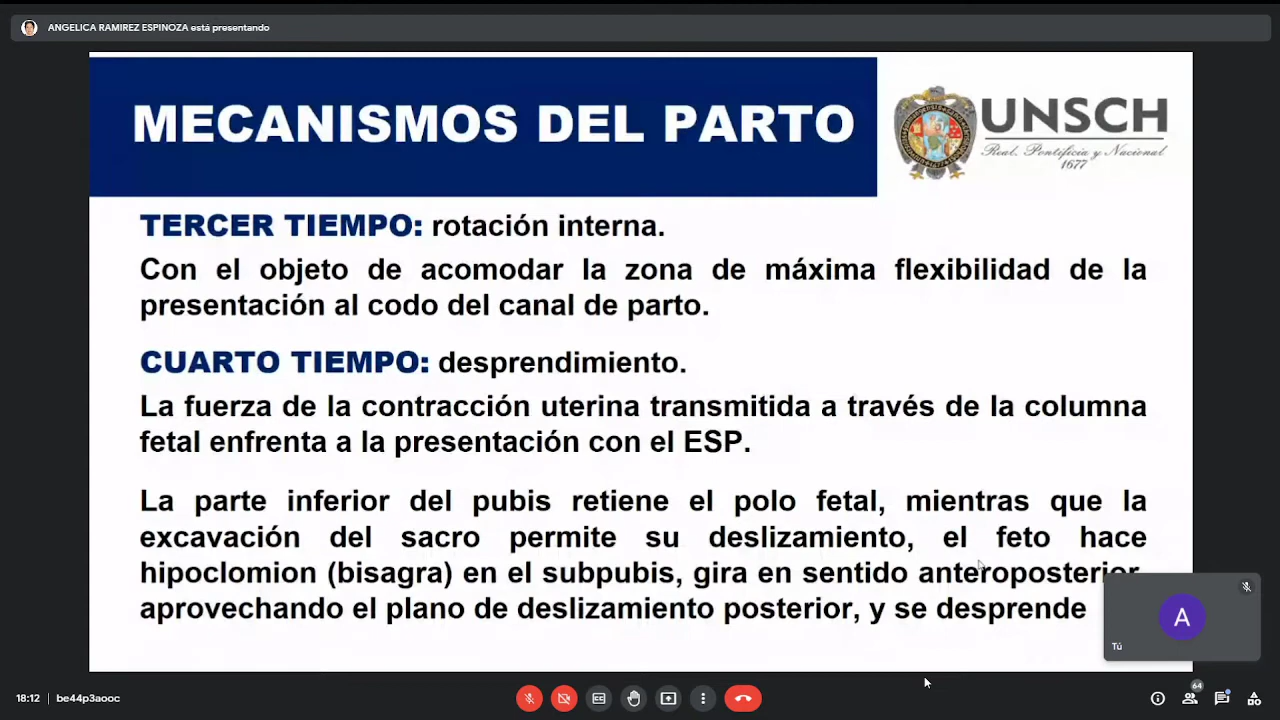 ANGELICA RAMIREZ ESPINOZA está presentando
MECANISMOS DEL PARTO
UNSCH
Real, Pontificia y Nacional
1677
TERCER TIEMPO: rotación interna.
Con el objeto de acomodar la zona de máxima flexibilidad de la
presentación al codo del canal de parto.
CUARTO TIEMPO: desprendimiento.
La fuerza de la contracción uterina transmitida a través de la columna
fetal enfrenta a la presentación con el ESP.
La parte inferior del pubis retiene el polo fetal, mientras que la
excavación del sacro permite su deslizamiento, el feto hace
hipoclomion (bisagra) en el subpubis, gira en sentido anteroposterior
aprovechando el plano de deslizamiento posterior, y se desprende
A
Tú
18:12 | be44p3aooc
CC
64